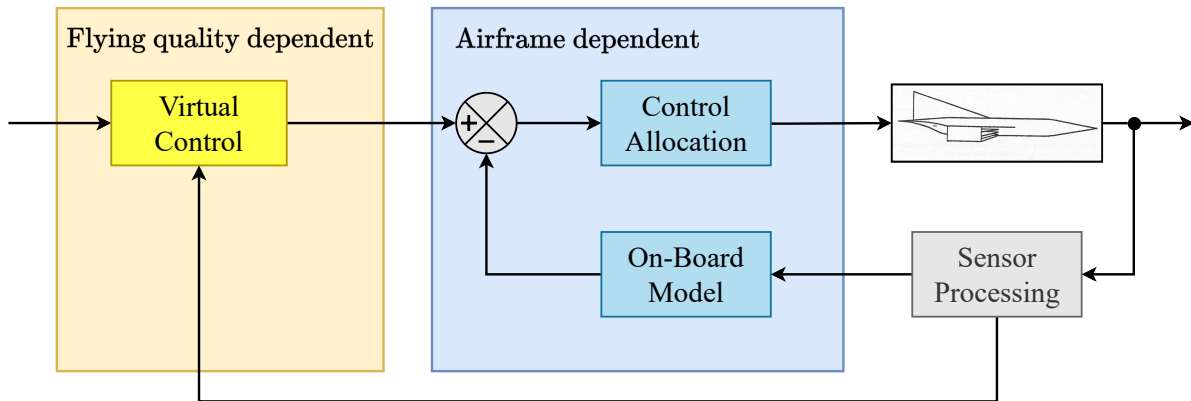 Flying quality dependent
Airframe dependent
Virtual
Control
+
−
Control
Allocation
On-Board
Model
Sensor
Processing